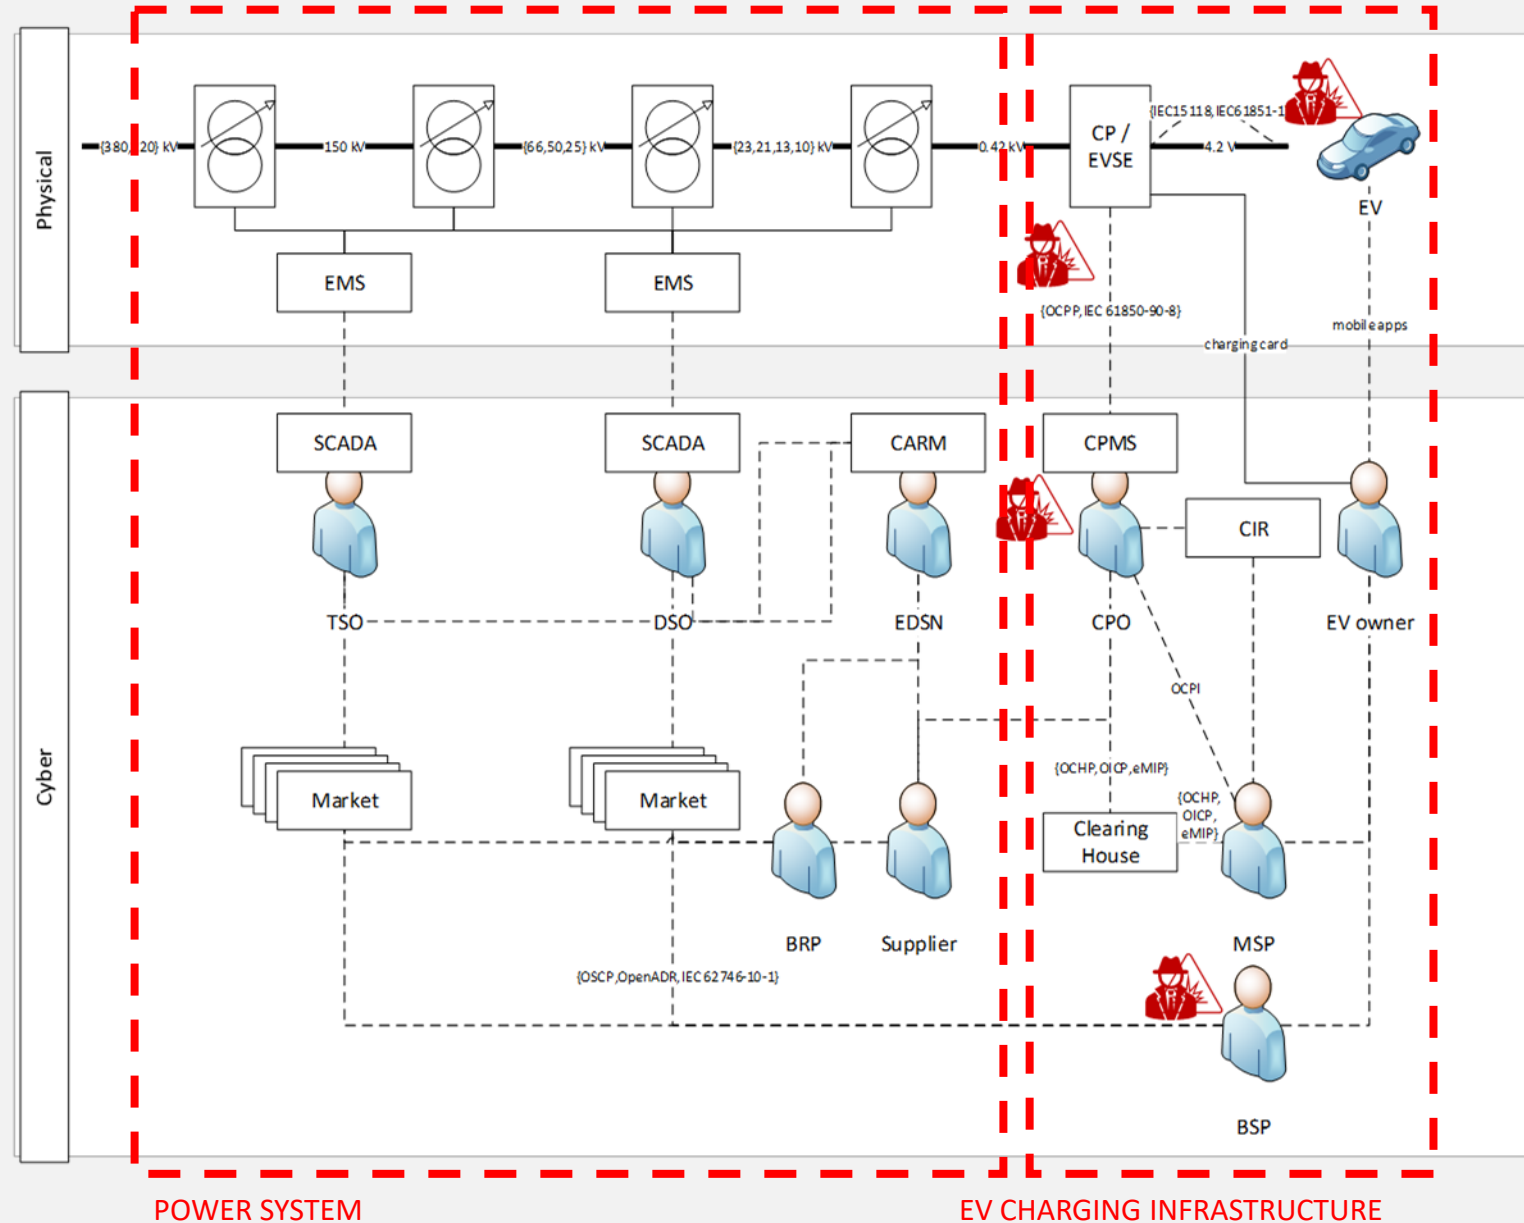 Physical
{380,220} kV
150 kV
{66,50,25} kV
{23,21,13,10} kV
0.42 kV
CP /
EVSE
{IEC15118,IEC61851-1
4.2 V
EV
EMS
EMS
{OCPP,IEC 61850-90-8}
mobile apps
charging card
Cyber
SCADA
SCADA
CARM
CPMS
CIR
TSO
DSO
EDSN
CPO
EV owner
OCPI
{OCHP,OICP,eMIP}
Market
Market
Clearing
House
{OCHP,
OICP,
eMIP}
BRP
Supplier
MSP
{OSCP,OpenADR,IEC 62746-10-1}
BSP
POWER SYSTEM
EV CHARGING INFRASTRUCTURE